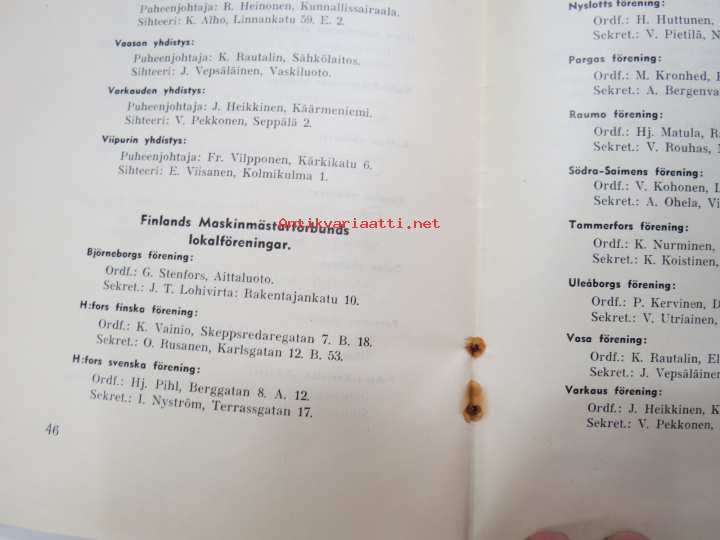 Puheenjohtaja: R. Heinonen, Kunnallissairaala.
Sihteeri: K. Alho, Linnankatu 59. E. 2.
Vaasan yhdistys:
Puheenjohtaja: K. Rautalin, Sähkölaitos.
Sihteeri: J. Vepsäläinen, Vaskiluoto.
Varkauden yhdistys:
Puheenjohtaja: J. Heikkinen, Käärmeniemi.
Sihteeri: V. Pekkonen, Seppälä 2.
Viipurin yhdistys:
Puheenjohtaja: Fr. Vilpponen, Kärkikatu 6.
Sihteeri: E. Viisanen, Kolmikulma 1.
Finlands Maskinmästarförbunds
lokalföreningar.
Björneborgs förening:
Ordf.: G. Stenfors, Aittaluoto.
Sekret.: J. T. Lohivirta: Rakentajankatu 10.
H:fors finska förening:
Ordf.: K. Vainio, Skeppsredaregatan 7. B. 18.
Sekret.: O. Rusanen, Karlsgatan 12. B. 53.
H:fors svenska förening:
Ordf.: Hj. Pihl, Berggatan 8. A. 12.
Sekret.: I. Nyström, Terrassgatan 17.
46
Antikvariaatti.net
Nyslotts förening:
Ordf.: H. Huttunen,
Sekret.: V. Pietilä, N
Pargas förening:
Ordf.: M. Kronhed,
Sekret.: A. Bergenva
Raumo förening:
Ordf.: Hj. Matula, Ra
Sekret.: V. Rouhas,
Södra-Saimens förening:
Ordf.: V. Kohonen, L
Sekret.: A. Ohela, Vi
Tammerfors förening:
Ordf.: K. Nurminen,
Sekret.: K. Koistinen,
Uleåborgs förening:
Ordf.: P. Kervinen, D
Sekret.: V. Utriainen,
Vasa förening:
Ordf.: K. Rautalin, El
Sekret.: J. Vepsäläinen
Varkaus förening:
Ordf.: J. Heikkinen, K
Sekret.: V. Pekkonen,